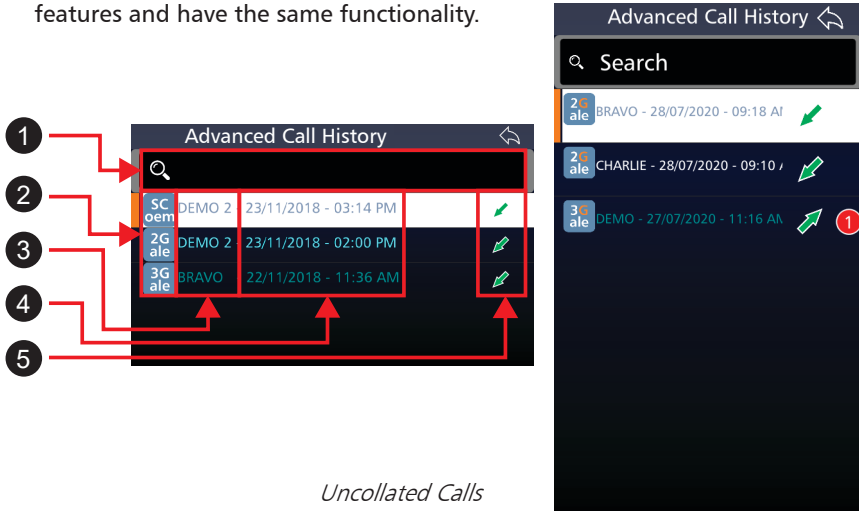 features and have the same functionality.
1
2
3
4
5
Advanced Call History
SC
oem
DEMO 2 - 23/11/2018 - 03:14 PM
2G
ale
DEMO 2 - 23/11/2018 - 02:00 PM
3G
ale
BRAVO - 22/11/2018 - 11:36 AM
Uncollated Calls
Advanced Call History
Search
2G
ale
BRAVO - 28/07/2020 - 09:18
2G
ale
CHARLIE - 28/07/2020 - 09:10
3G
ale
DEMO - 27/07/2020 - 11:16
1